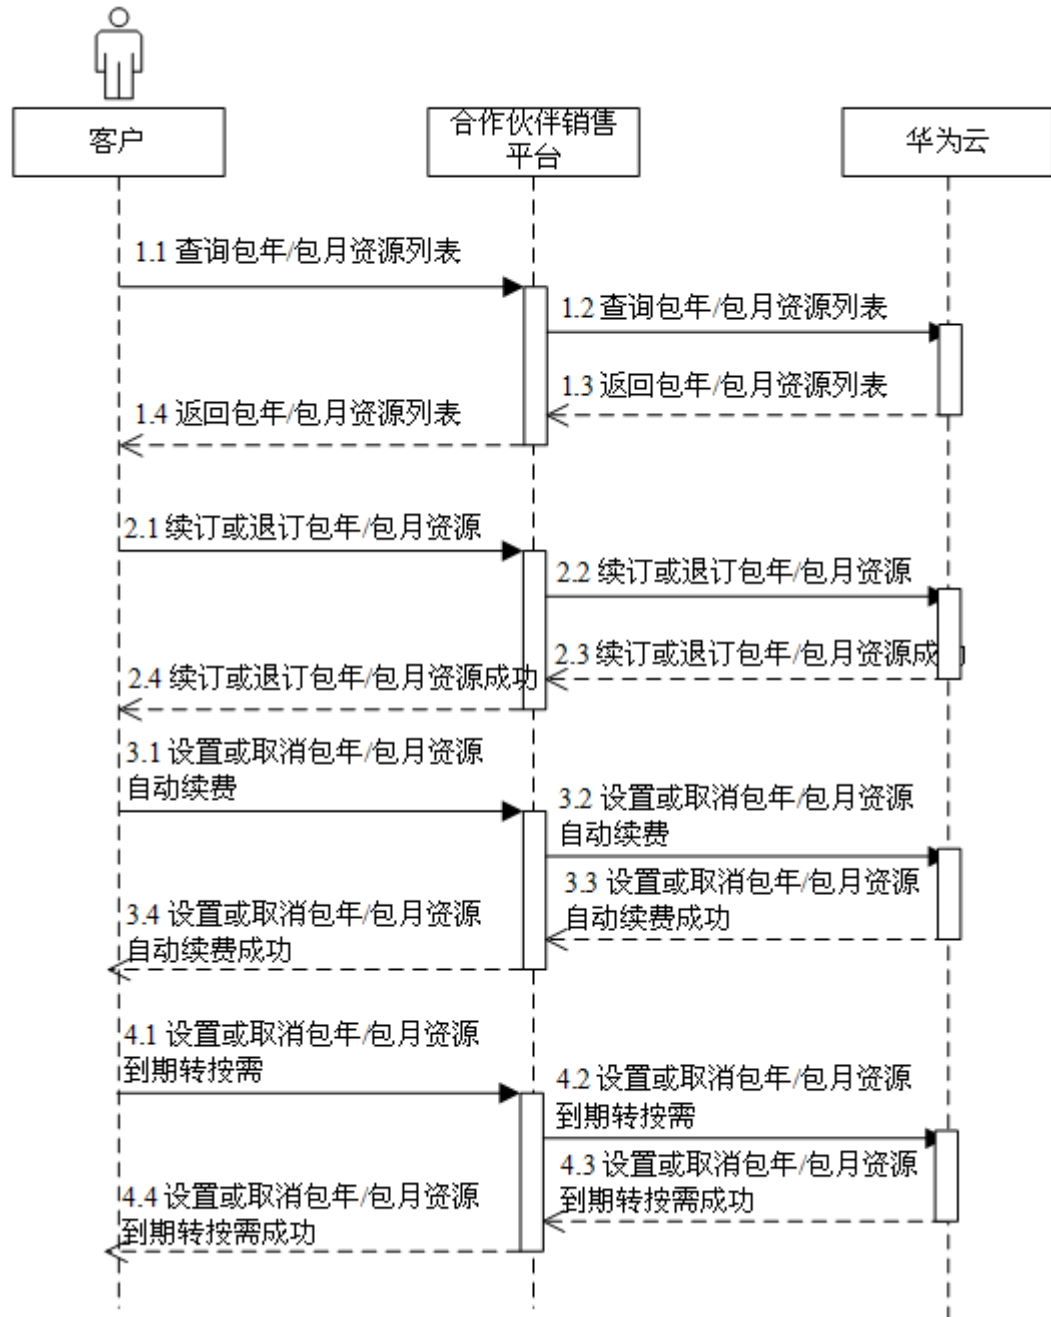 客户
合作伙伴销售
平台
华为云
1.1 查询包年/包月资源列表
1.2 查询包年/包月资源列表
1.3 返回包年/包月资源列表
1.4 返回包年/包月资源列表
2.1 续订或退订包年/包月资源
2.2 续订或退订包年/包月资源
2.3 续订或退订包年/包月资源成
2.4 续订或退订包年/包月资源成功
3.1 设置或取消包年/包月资源
自动续费
3.2 设置或取消包年/包月资源
自动续费
3.3 设置或取消包年/包月资源
自动续费成功
3.4 设置或取消包年/包月资源
自动续费成功
4.1 设置或取消包年/包月资源
到期转按需
4.2 设置或取消包年/包月资源
到期转按需
4.3 设置或取消包年/包月资源
到期转按需成功
4.4 设置或取消包年/包月资源
到期转按需成功